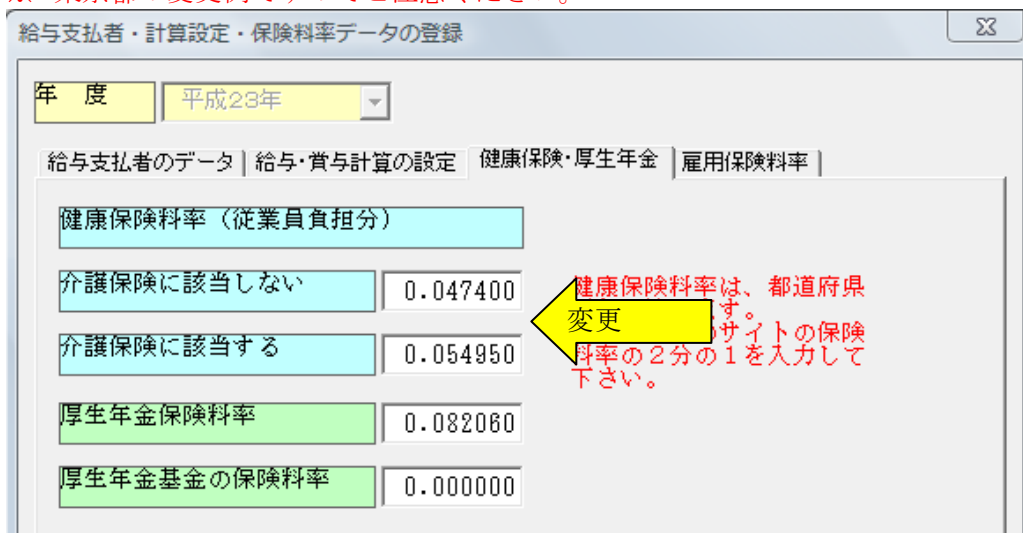 給与支払者・計算設定・保険料率データの登録
年 度
平成23年
給与支払者のデータ
給与・賞与計算の設定
健康保険・厚生年金
雇用保険料率
健康保険料率（従業員負担分）
介護保険に該当しない
0.047400
健康保険料率は、都道府県
す。
変更
サイトの保険
介護保険に該当する
0.054950
料率の２分の１を入力して
下さい。
厚生年金保険料率
0.082060
厚生年金基金の保険料率
0.000000